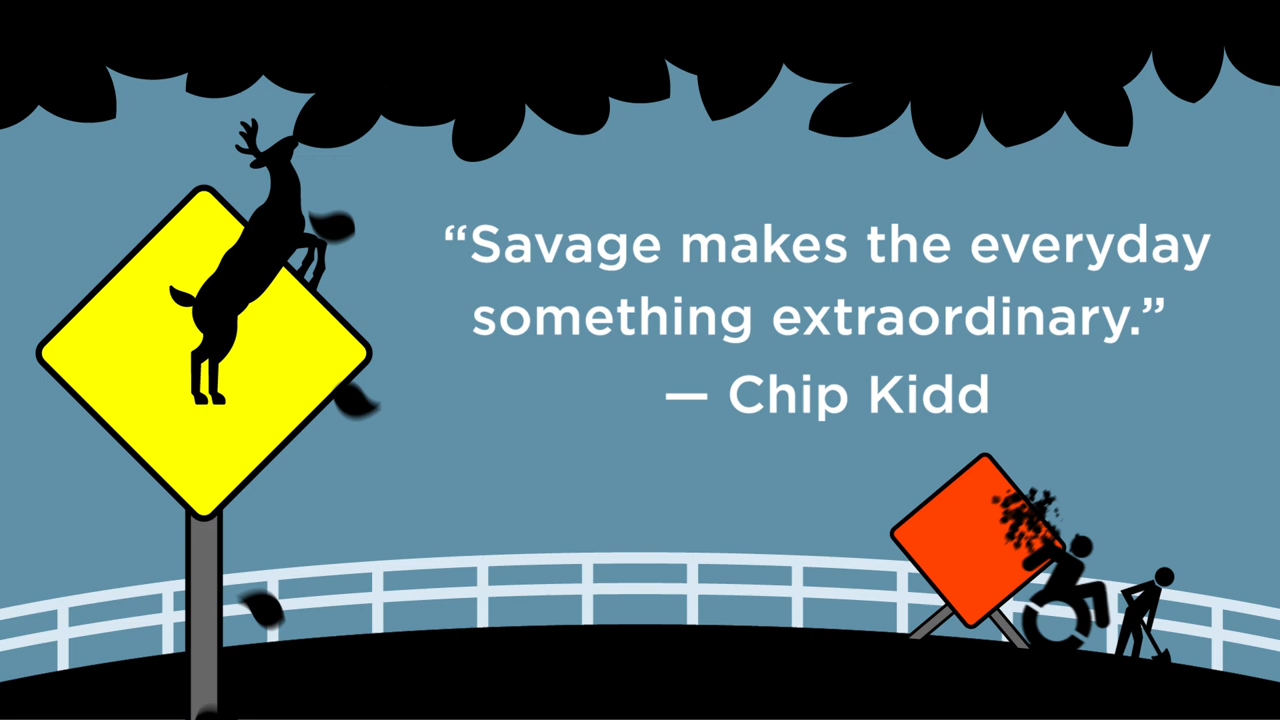 “Savage makes the everyday
something extraordinary.”
— Chip Kidd